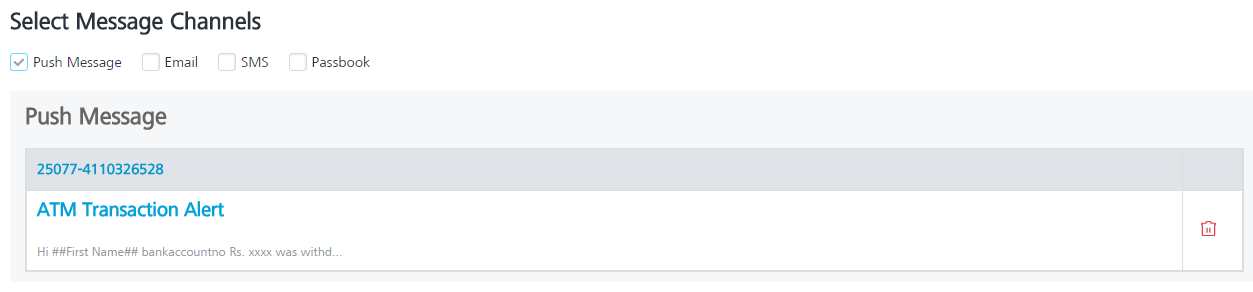 Select Message Channels
Push Message Email SMS Passbook
Push Message
25077-4110326528
ATM Transaction Alert
Hi ##First Name## bankaccountno Rs. xxxx was withd...